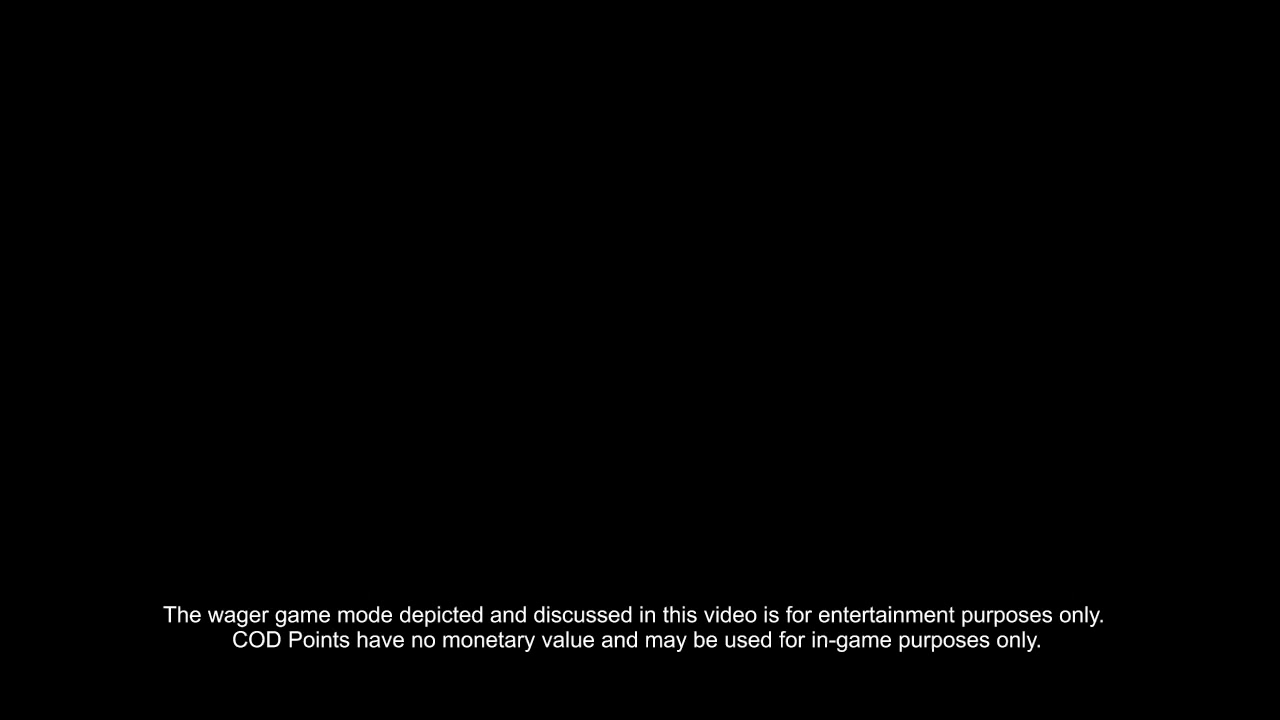 The wager game mode depicted and discussed in this video is for entertainment purposes only.
COD Points have no monetary value and may be used for in-game purposes only.